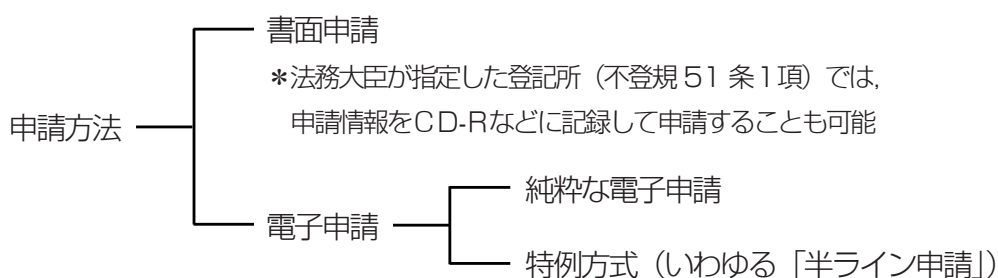 書面申請
＊法務大臣が指定した登記所（不登規51条1項）では，
申請情報をCD-Rなどに記録して申請することも可能
申請方法
純粋な電子申請
電子申請
特例方式（いわゆる「半ライン申請」）